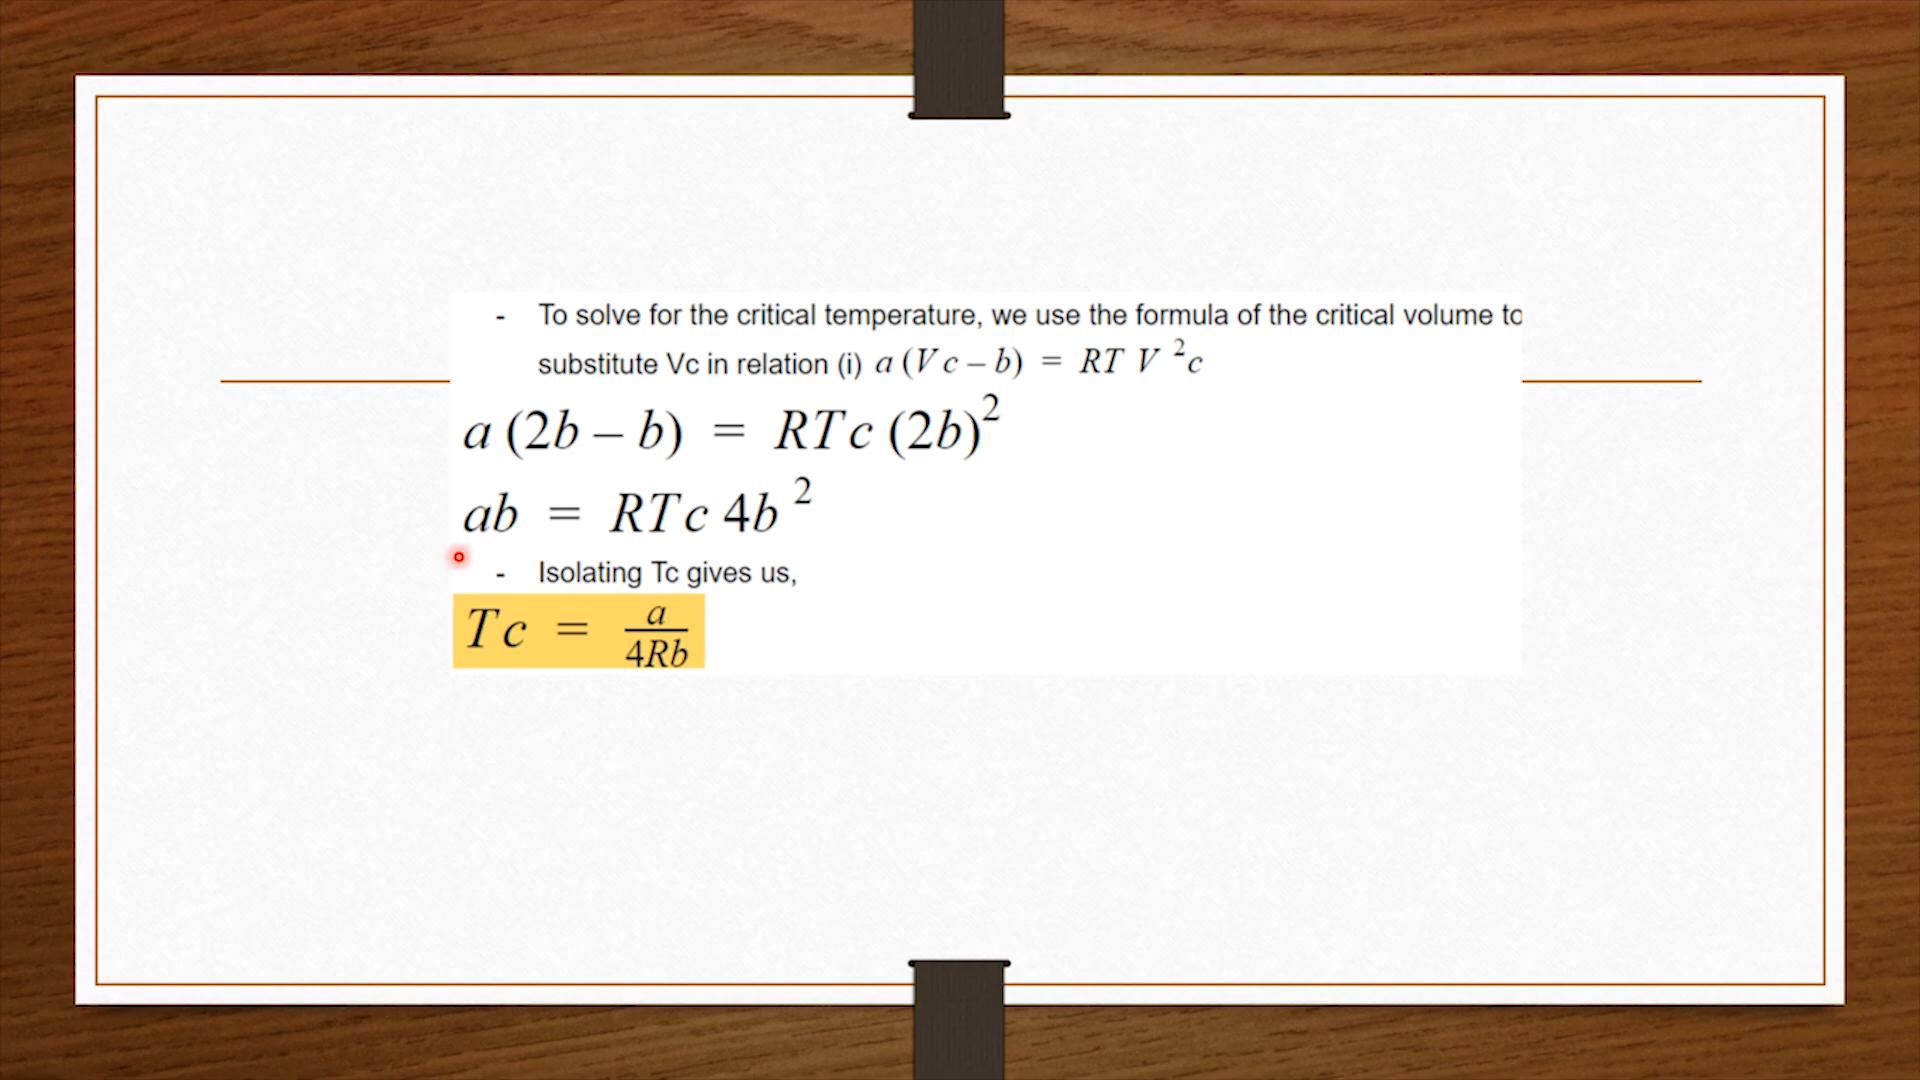 - To solve for the critical temperature, we use the formula of the critical volume to
substitute Vc in relation (i) a (V c – b) = RT V ²c
a (2b – b) = RTc (2b)²
ab = RTc 4b ²
- Isolating Tc gives us,
Tc = a/4Rb